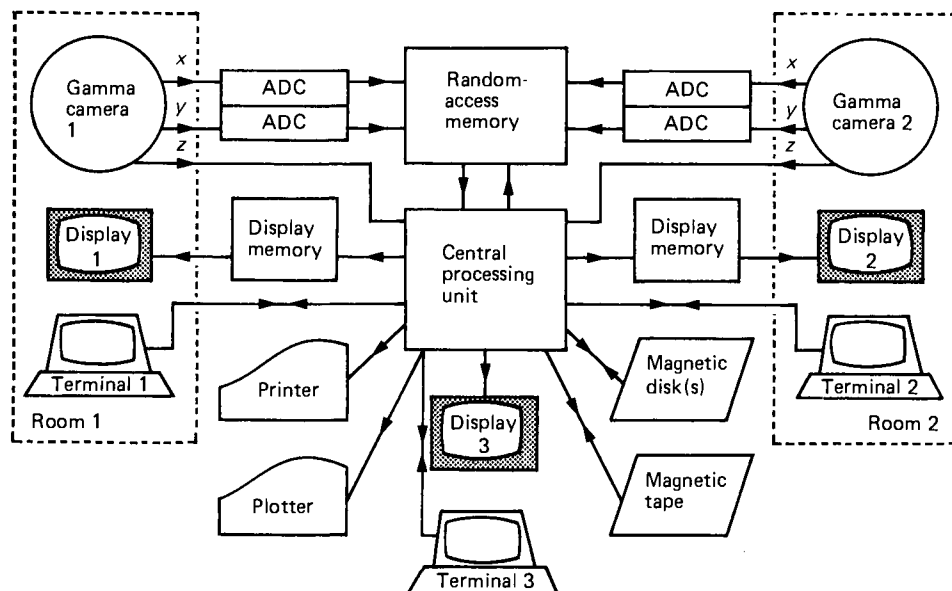 x
ADC
Random-
access
memory
ADC
x
Gamma
camera
1
y
ADC
ADC
y
Gamma
camera 2
z
z
Display
1
Display
memory
Central
processing
unit
Display
memory
Display
2
Terminal 1
Printer
Magnetic
disk(s)
Terminal 2
Room 1
Display
3
Room 2
Plotter
Magnetic
tape
Terminal 3